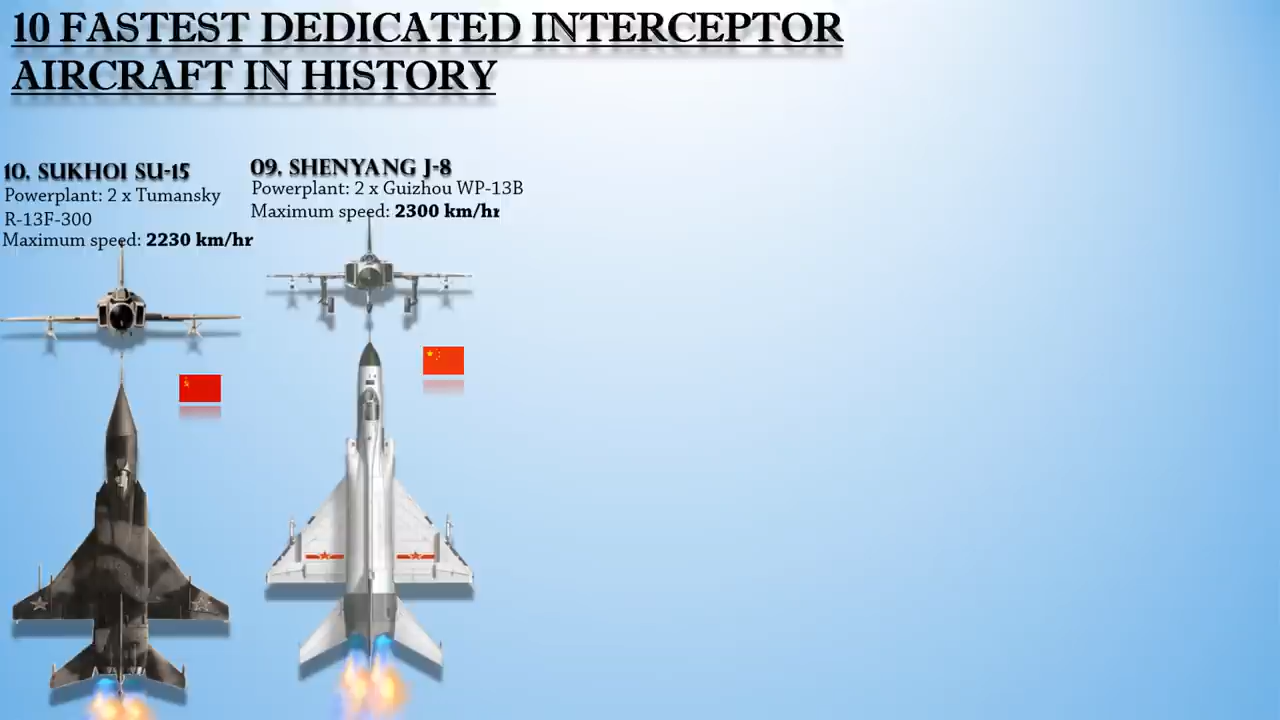 10 FASTEST DEDICATED INTERCEPTOR
AIRCRAFT IN HISTORY
10. SUKHOI SU-15
Powerplant: 2 x Tumansky
R-13F-300
Maximum speed: 2230 km/hr
09. SHENYANG J-8
Powerplant: 2 x Guizhou WP-13B
Maximum speed: 2300 km/hr